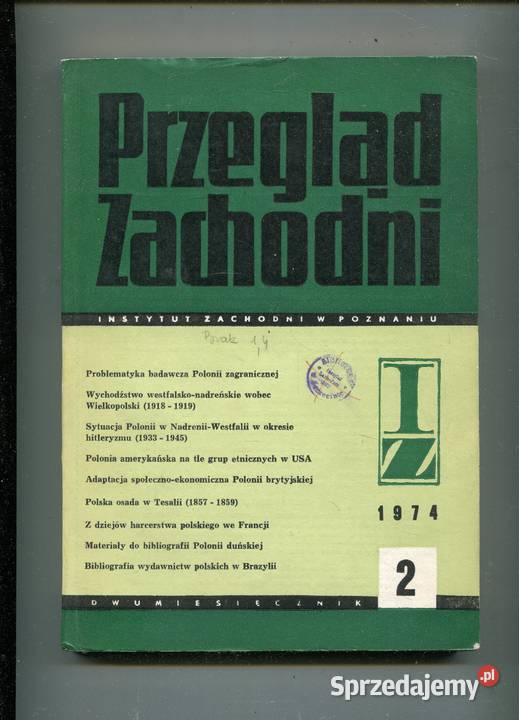 Przegląd
Zachodni
INSTYTUT ZACHODNI W POZNANIU
Problematyka badawcza Polonii zagranicznej
Wychodźstwo westfalsko-nadreńskie wobec
Wielkopolski (1918 - 1919)
Sytuacja Polonii w Nadrenii-Westfalii w okresie
hitleryzmu (1933 - 1945)
Polonia amerykańska na tle grup etnicznych w USA
Adaptacja społeczno-ekonomiczna Polonii brytyjskiej
Polska osada w Tesalii (1857 - 1859)
Z dziejów harcerstwa polskiego we Francji
Materiały do bibliografii Polonii duńskiej
Bibliografia wydawnictw polskich w Brazylii
IZ
1974
2
DWUMIESIĘCZNIK
Sprzedajemy.pl